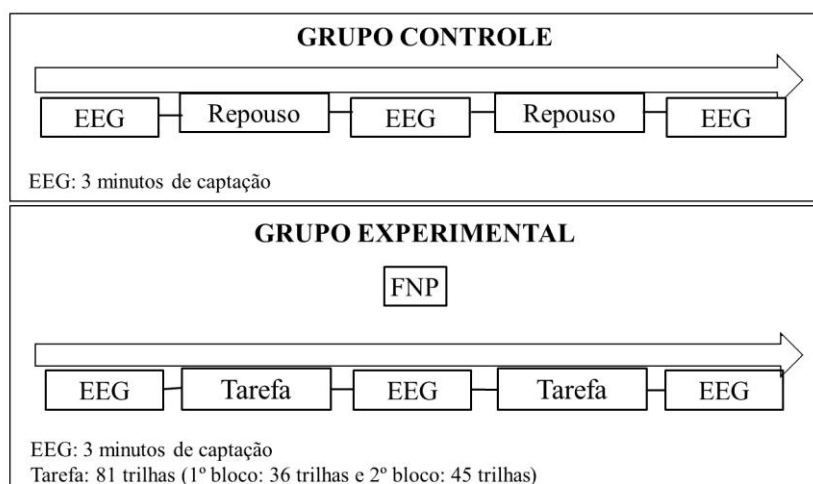 GRUPO CONTROLE
EEG Repouso EEG Repouso EEG
EEG: 3 minutos de captação
GRUPO EXPERIMENTAL
FNP
EEG Tarefa EEG Tarefa EEG
EEG: 3 minutos de captação
Tarefa: 81 trilhas (1º bloco: 36 trilhas e 2º bloco: 45 trilhas)